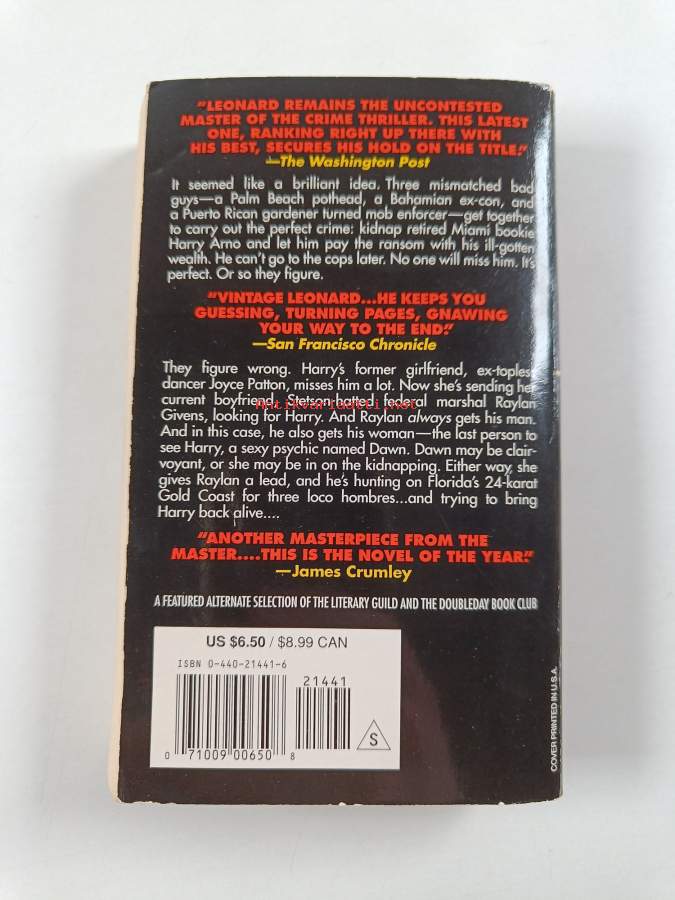 "LEONARD REMAINS THE UNCONTESTED
MASTER OF THE CRIME THRILLER. THIS LATEST
ONE, RANKING RIGHT UP THERE WITH
HIS BEST, SECURES HIS HOLD ON THE TITLE."
—The Washington Post
It seemed like a brilliant idea. Three mismatched bad
guys—a Palm Beach pothead, a Bahamian ex-con, and
a Puerto Rican gardener turned mob enforcer—get together
to carry out the perfect crime: kidnap retired Miami bookie
Harry Arno and let him pay the ransom with his ill-gotten
wealth. He can't go to the cops later. No one will miss him. It's
perfect. Or so they figure.
"VINTAGE LEONARD...HE KEEPS YOU
GUESSING, TURNING PAGES, GNAWING
YOUR WAY TO THE END."
—San Francisco Chronicle
They figure wrong. Harry's former girlfriend, ex-topless
dancer Joyce Patton, misses him a lot. Now she's sending her
current boyfriend, Stetson-hatted federal marshal Raylan
Antikvariaatti.net
Givens, looking for Harry. And Raylan always gets his man.
And in this case, he also gets his woman—the last person to
see Harry, a sexy psychic named Dawn. Dawn may be clair-
voyant, or she may be in on the kidnapping. Either way, she
gives Raylan a lead, and he's hunting on Florida's 24-karat
Gold Coast for three loco hombres...and trying to bring
Harry back alive....
"ANOTHER MASTERPIECE FROM THE
MASTER....THIS IS THE NOVEL OF THE YEAR."
—James Crumley
A FEATURED ALTERNATE SELECTION OF THE LITERARY GUILD AND THE DOUBLEDAY BOOK CLUB
US $6.50 / $8.99 CAN
ISBN 0-440-21441-6
21441
0 71009 00650 8
S
COVER PRINTED IN U.S.A.